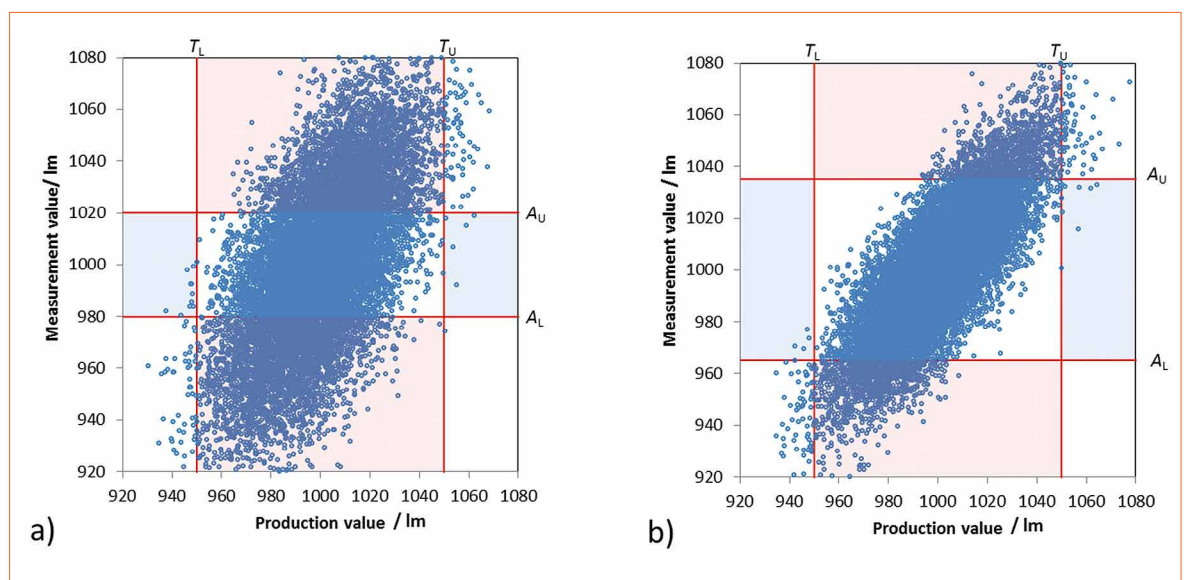 T_L T_U
1080
1060
1040
1020
1000
980
960
940
920
A_U
A_L
Measurement value/ lm
920 940 960 980 1000 1020 1040 1060 1080
Production value / lm
a)
T_L T_U
1080
1060
1040
1020
1000
980
960
940
920
A_U
A_L
Measurement value / lm
920 940 960 980 1000 1020 1040 1060 1080
Production value / lm
b)